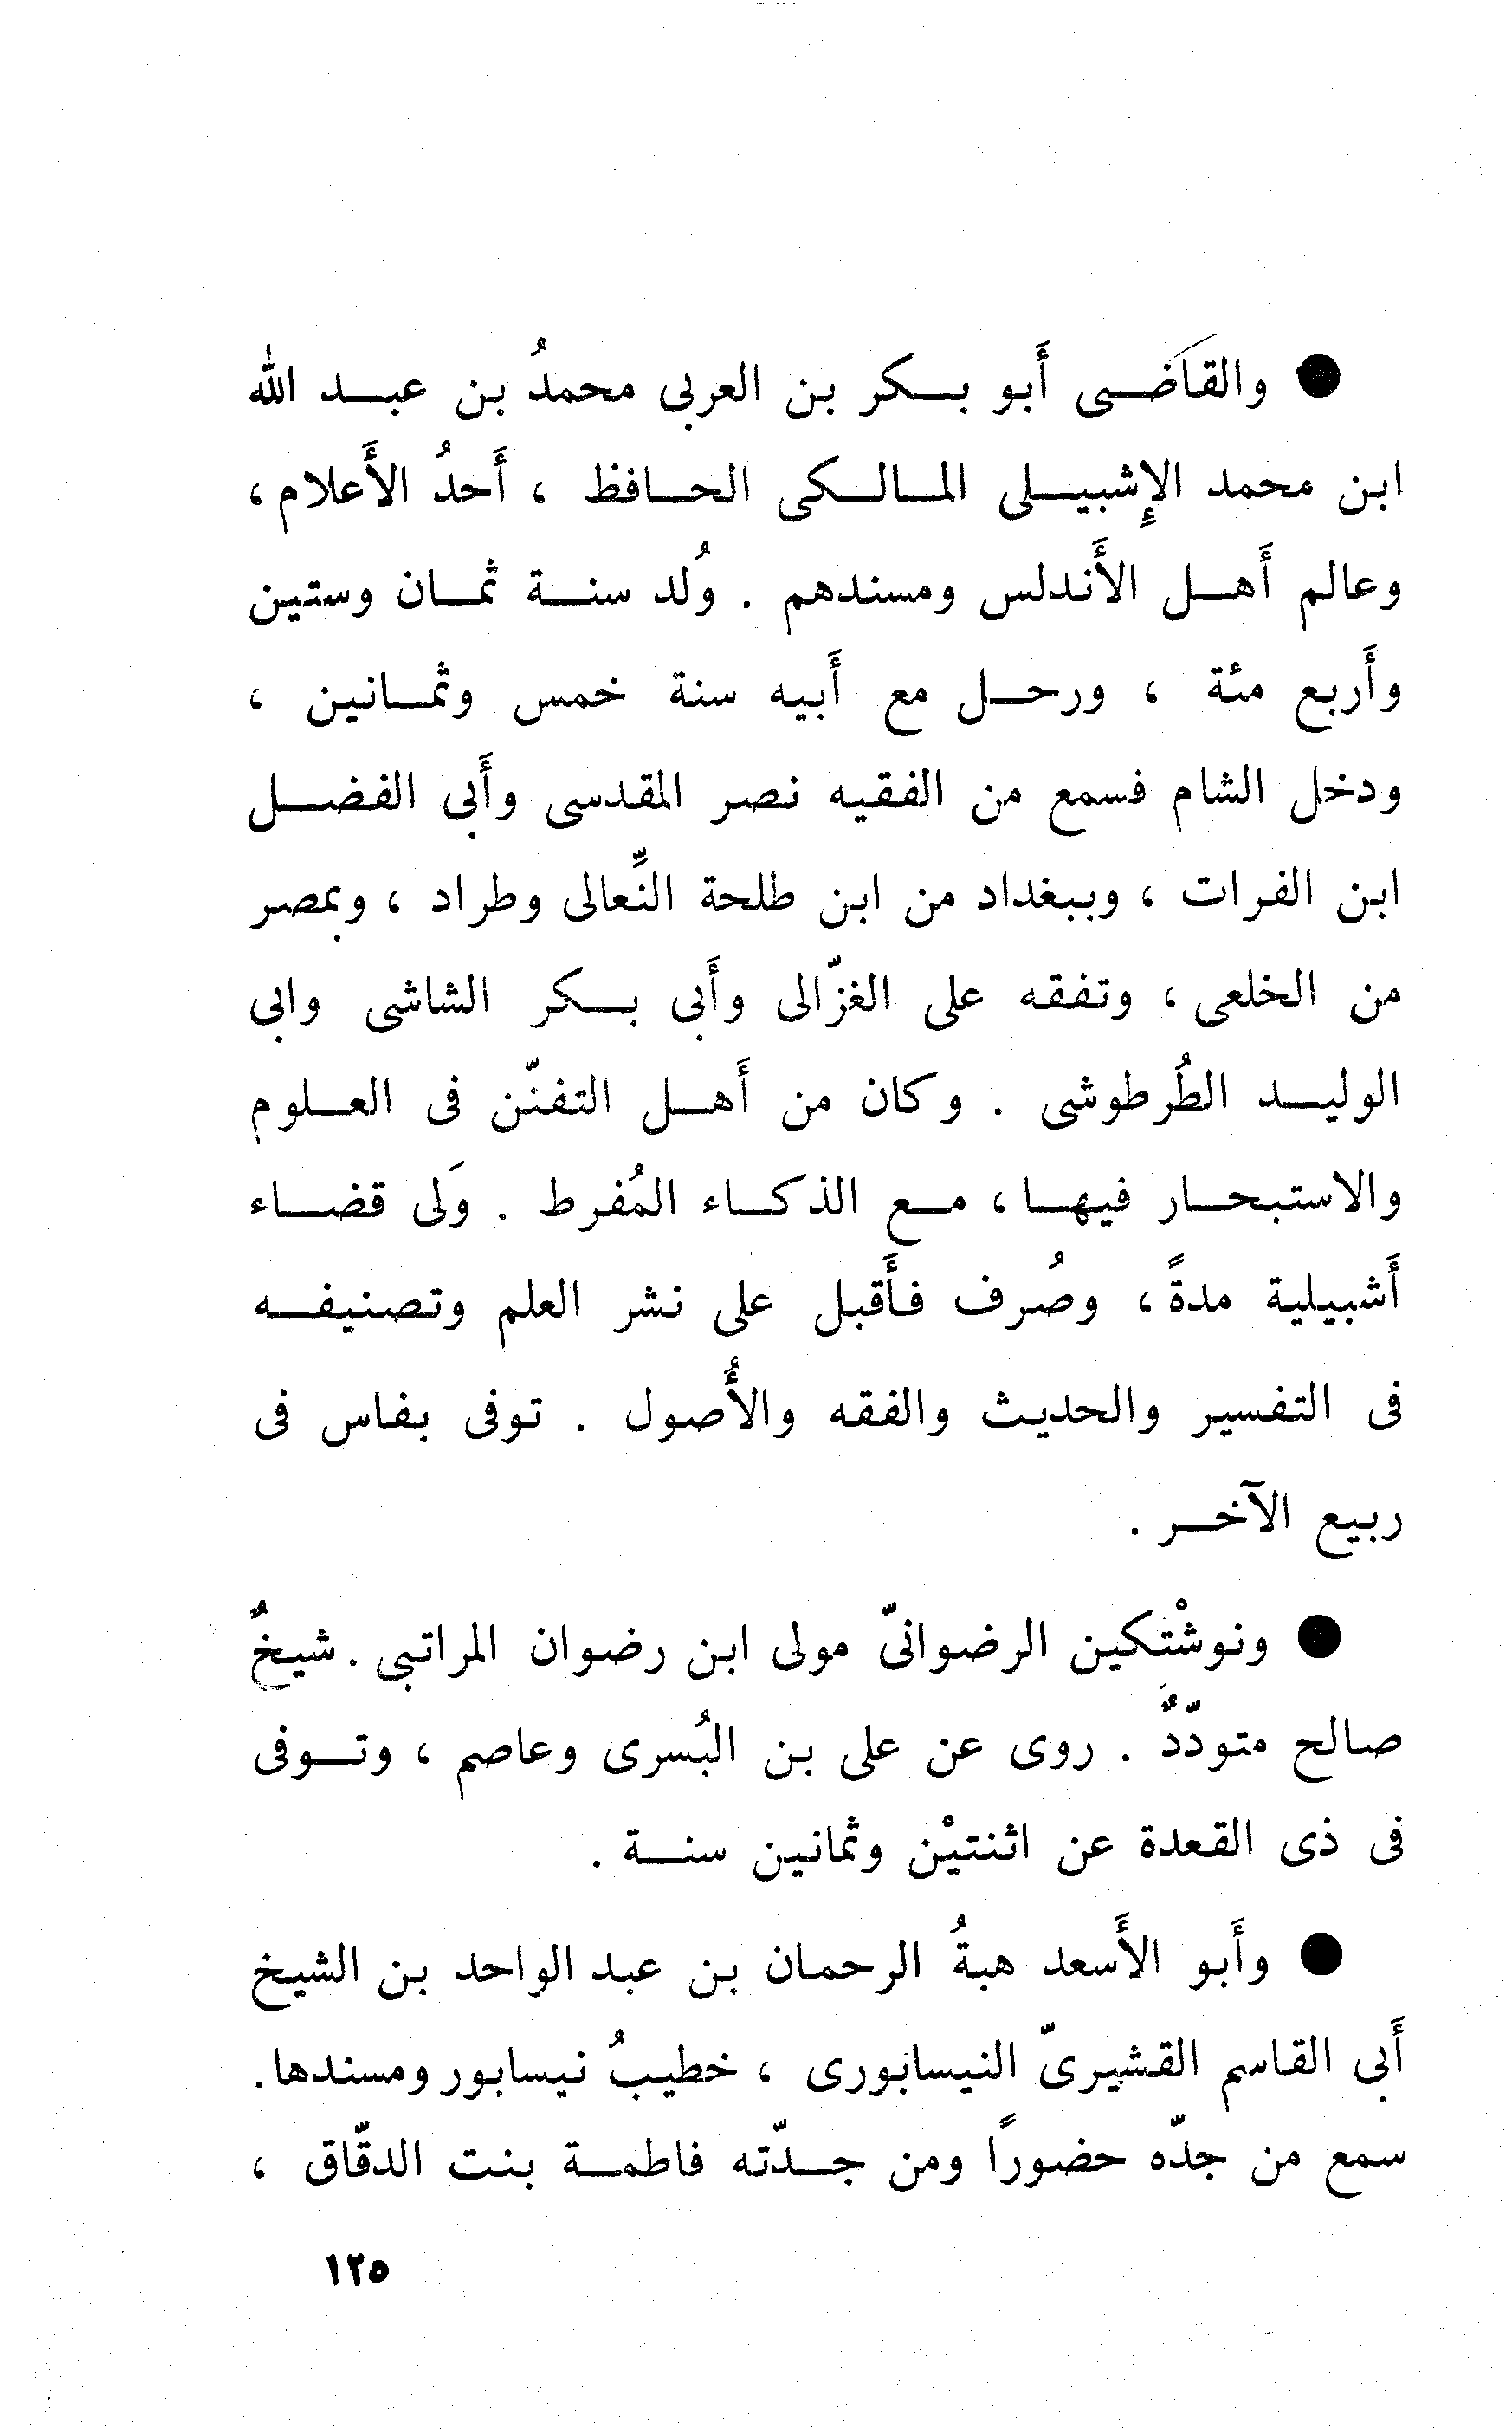 ● والقاضى أَبو بكر بن العربى محمدُ بن عبد الله
ابن محمد الإِشبيلى المالكى الحافظ ، أَحدُ الأَعلام ،
وعالم أَهل الأَندلس ومسندهم . وُلد سنة ثمان وستين
وأَربع مئة ، ورحل مع أَبيه سنة خمس وثمانين ،
ودخل الشام فسمع من الفقيه نصر المقدسى وأَبى الفضل
ابن الفرات ، وببغداد من ابن طلحة النِّعالى وطراد ، وبمصر
من الخلعى ، وتفقه على الغزّالى وأَبى بكر الشاشى وابى
الوليد الطُرطوشى . وكان من أَهل التفنّن فى العلوم
والاستبحار فيها ، مع الذكاء المُفرط . وَلى قضاء
أَشبيلية مدةً ، وصُرف فأَقبل على نشر العلم وتصنيفه
فى التفسير والحديث والفقه والأُصول . توفى بفاس فى
ربيع الآخر .
● ونوشْتِكين الرضوانىّ مولى ابن رضوان المراتبى . شيخٌ
صالح متودّدٌ . روى عن على بن البُسرى وعاصم ، وتوفى
فى ذى القعدة عن اثنتيْن وثمانين سنة .
● وأَبو الأَسعد هبةُ الرحمان بن عبد الواحد بن الشيخ
أَبى القاسم القشيرىّ النيسابورى ، خطيبُ نيسابور ومسندها .
سمع من جدّه حضورًا ومن جدّته فاطمة بنت الدقّاق ،
١٢٥